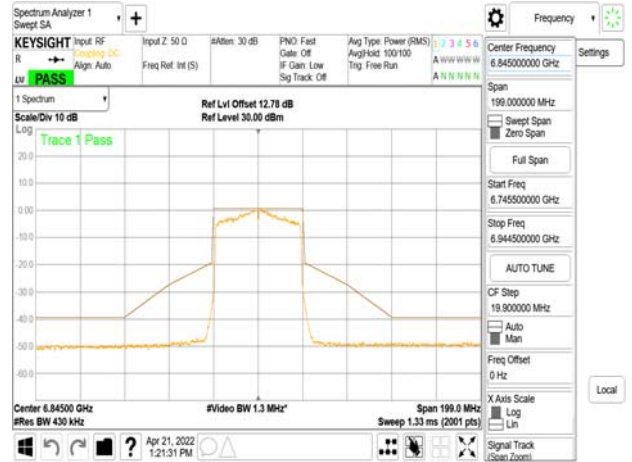 Spectrum Analyzer 1
Swept SA
Frequency
Settings
KEYSIGHT
Input: RF
Coupling: DC
Align: Auto
Input Z: 50 Ω
Freq Ref: Int (S)
#Atten: 30 dB
PNO: Fast
Gate: Off
IF Gain: Low
Sig Track: Off
Avg Type: Power (RMS)
Avg|Hold: 100/100
Trig: Free Run
1 2 3 4 5 6
A W W W W W
A N N N N N
R
LV PASS
1 Spectrum
Scale/Div 10 dB
Ref Lvl Offset 12.78 dB
Ref Level 30.00 dBm
Log
Trace 1 Pass
20.0
10.0
0.00
-10.0
-20.0
-30.0
-40.0
-50.0
-60.0
Center 6.84500 GHz
#Video BW 1.3 MHz*
Span 199.0 MHz
#Res BW 430 kHz
Sweep 1.33 ms (2001 pts)
Apr 21, 2022
1:21:31 PM
Center Frequency
6.845000000 GHz
Span
199.000000 MHz
Swept Span
Zero Span
Full Span
Start Freq
6.745500000 GHz
Stop Freq
6.944500000 GHz
AUTO TUNE
CF Step
19.900000 MHz
Auto
Man
Freq Offset
0 Hz
X Axis Scale
Log
Lin
Signal Track
(Span Zoom)
Local